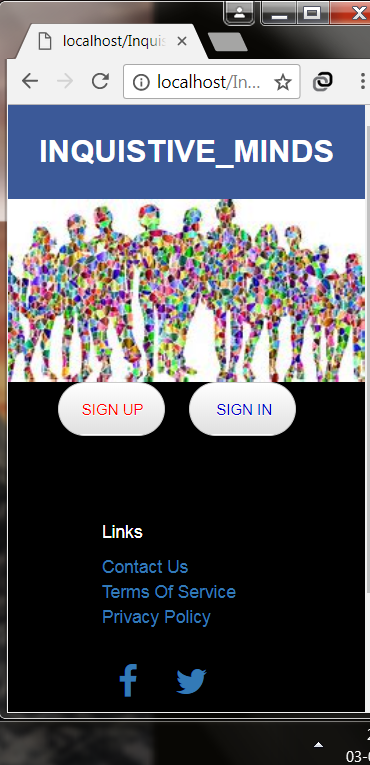 localhost/Inquis
localhost/In...
INQUISTIVE_MINDS
SIGN UP SIGN IN
Links
Contact Us
Terms Of Service
Privacy Policy